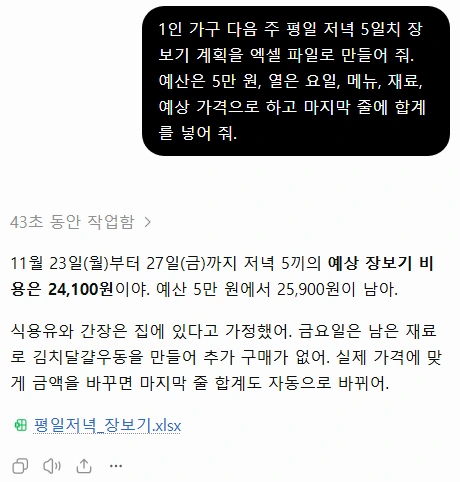 1인 가구 다음 주 평일 저녁 5일치 장
보기 계획을 엑셀 파일로 만들어 줘.
예산은 5만 원, 열은 요일, 메뉴, 재료,
예상 가격으로 하고 마지막 줄에 합계
를 넣어 줘.
43초 동안 작업함 >
11월 23일(월)부터 27일(금)까지 저녁 5끼의 예상 장보기 비
용은 24,100원이야. 예산 5만 원에서 25,900원이 남아.
식용유와 간장은 집에 있다고 가정했어. 금요일은 남은 재료
로 김치달걀우동을 만들어 추가 구매가 없어. 실제 가격에 맞
게 금액을 바꾸면 마지막 줄 합계도 자동으로 바뀌어.
평일저녁_장보기.xlsx